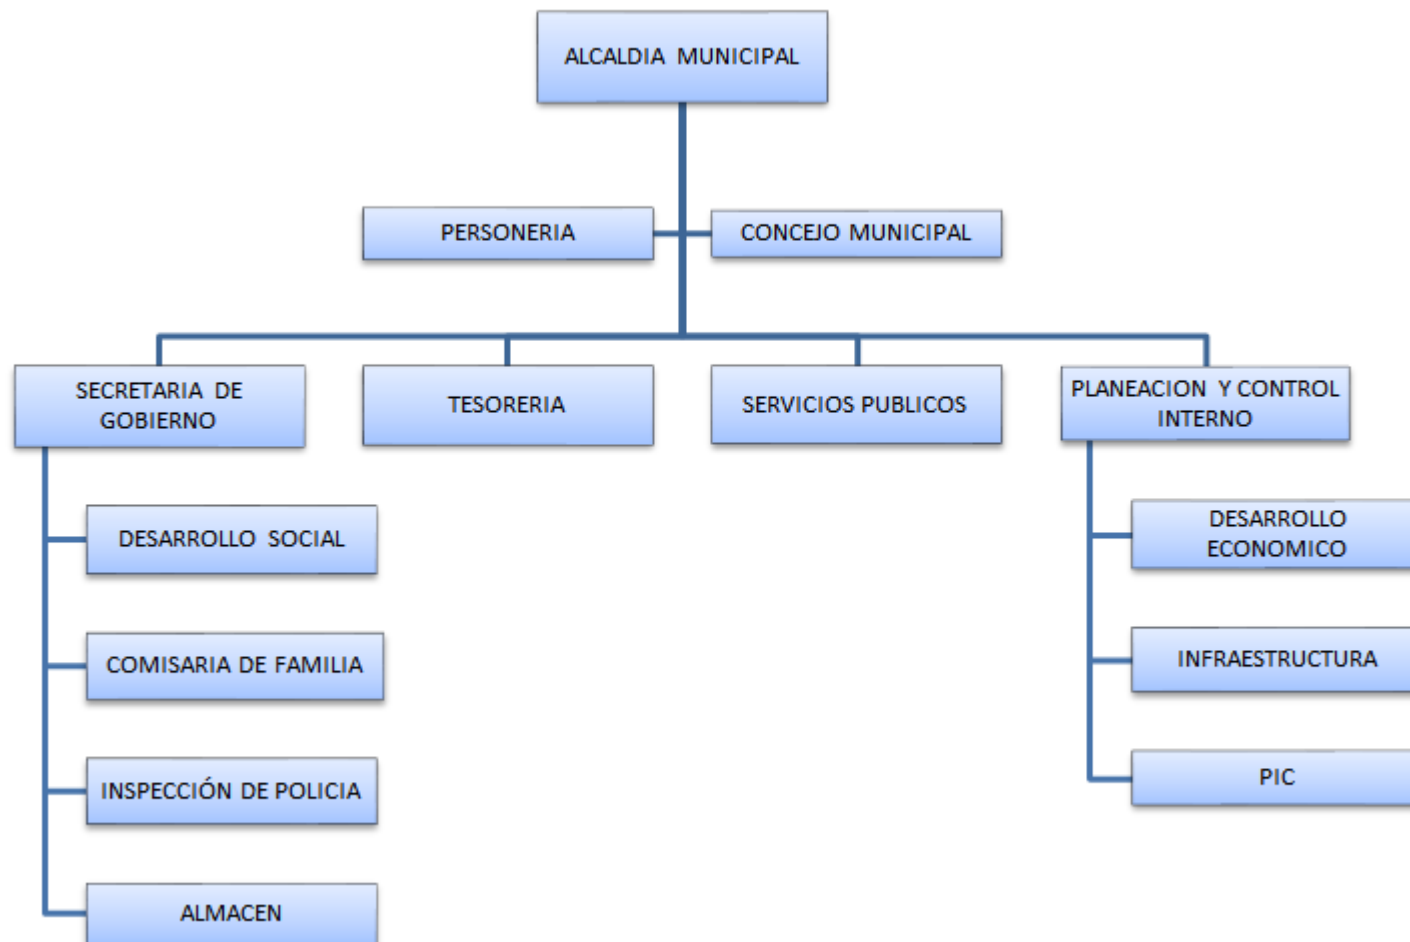 ALCALDIA MUNICIPAL
PERSONERIA
CONCEJO MUNICIPAL
SECRETARIA DE
GOBIERNO
TESORERIA
SERVICIOS PUBLICOS
PLANEACION Y CONTROL
INTERNO
DESARROLLO SOCIAL
COMISARIA DE FAMILIA
INSPECCIÓN DE POLICIA
ALMACEN
DESARROLLO
ECONOMICO
INFRAESTRUCTURA
PIC